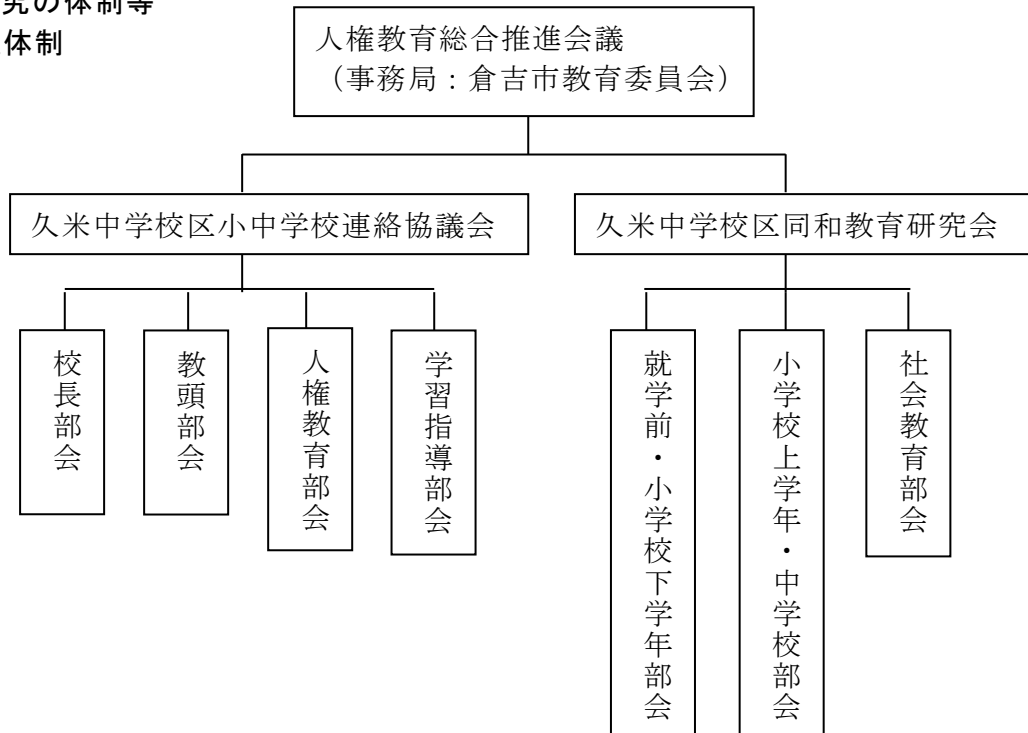 究の体制等
体制
人権教育総合推進会議
（事務局：倉吉市教育委員会）
久米中学校区小中学校連絡協議会
久米中学校区同和教育研究会
校長部会
教頭部会
人権教育部会
学習指導部会
就学前・小学校下学年部会
小学校上学年・中学校部会
社会教育部会